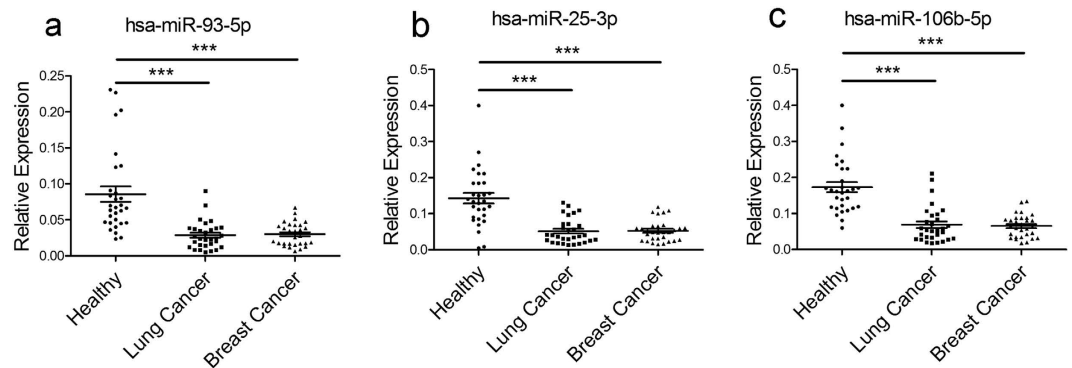 a
hsa-miR-93-5p
***
***
Relative Expression
0.25
0.20
0.15
0.10
0.05
0.00
Healthy
Lung Cancer
Breast Cancer
b
hsa-miR-25-3p
***
***
Relative Expression
0.5
0.4
0.3
0.2
0.1
0.0
Healthy
Lung Cancer
Breast Cancer
c
hsa-miR-106b-5p
***
***
Relative Expression
0.5
0.4
0.3
0.2
0.1
0.0
Healthy
Lung Cancer
Breast Cancer